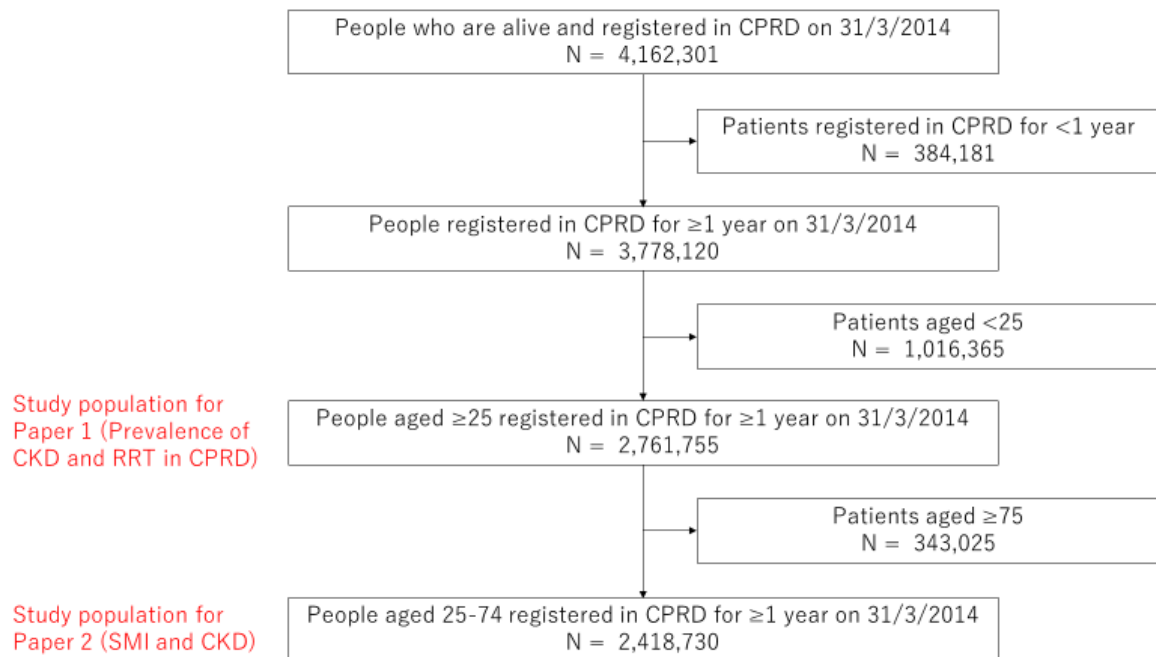 People who are alive and registered in CPRD on 31/3/2014
N = 4,162,301
Patients registered in CPRD for <1 year
N = 384,181
People registered in CPRD for ≥1 year on 31/3/2014
N = 3,778,120
Patients aged <25
N = 1,016,365
Study population for
Paper 1 (Prevalence of
CKD and RRT in CPRD)
People aged ≥25 registered in CPRD for ≥1 year on 31/3/2014
N = 2,761,755
Patients aged ≥75
N = 343,025
Study population for
Paper 2 (SMI and CKD)
People aged 25-74 registered in CPRD for ≥1 year on 31/3/2014
N = 2,418,730